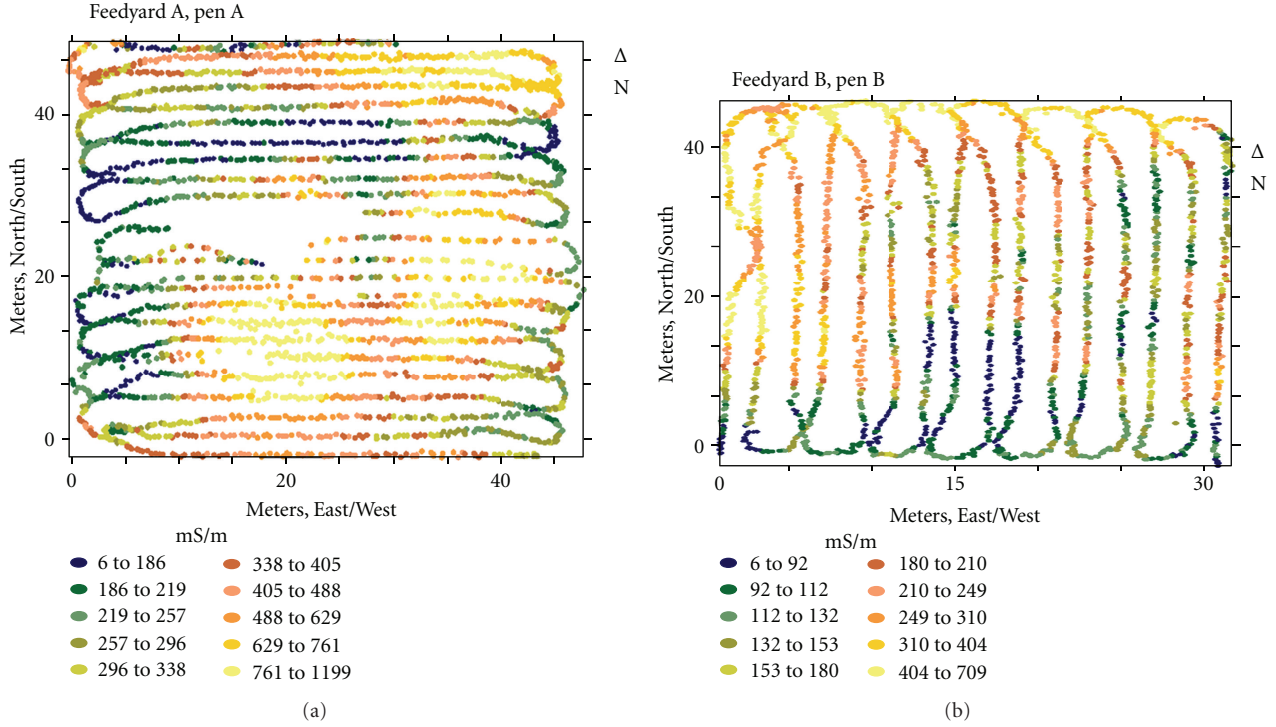 Feedyard A, pen A
Δ
N
40
20
0
Meters, North/South
0
20
40
Meters, East/West
mS/m
6 to 186
186 to 219
219 to 257
257 to 296
296 to 338
338 to 405
405 to 488
488 to 629
629 to 761
761 to 1199
(a)
Feedyard B, pen B
Δ
N
40
20
0
Meters, North/South
0
15
30
Meters, East/West
mS/m
6 to 92
92 to 112
112 to 132
132 to 153
153 to 180
180 to 210
210 to 249
249 to 310
310 to 404
404 to 709
(b)